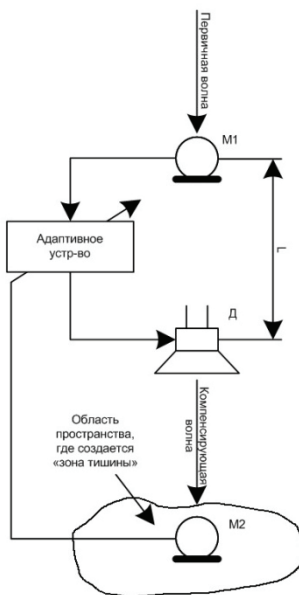 Первичная волна
М1
Адаптивное
устр-во
L
Д
Компенсирующая
волна
Область
пространства,
где создается
«зона тишины»
М2